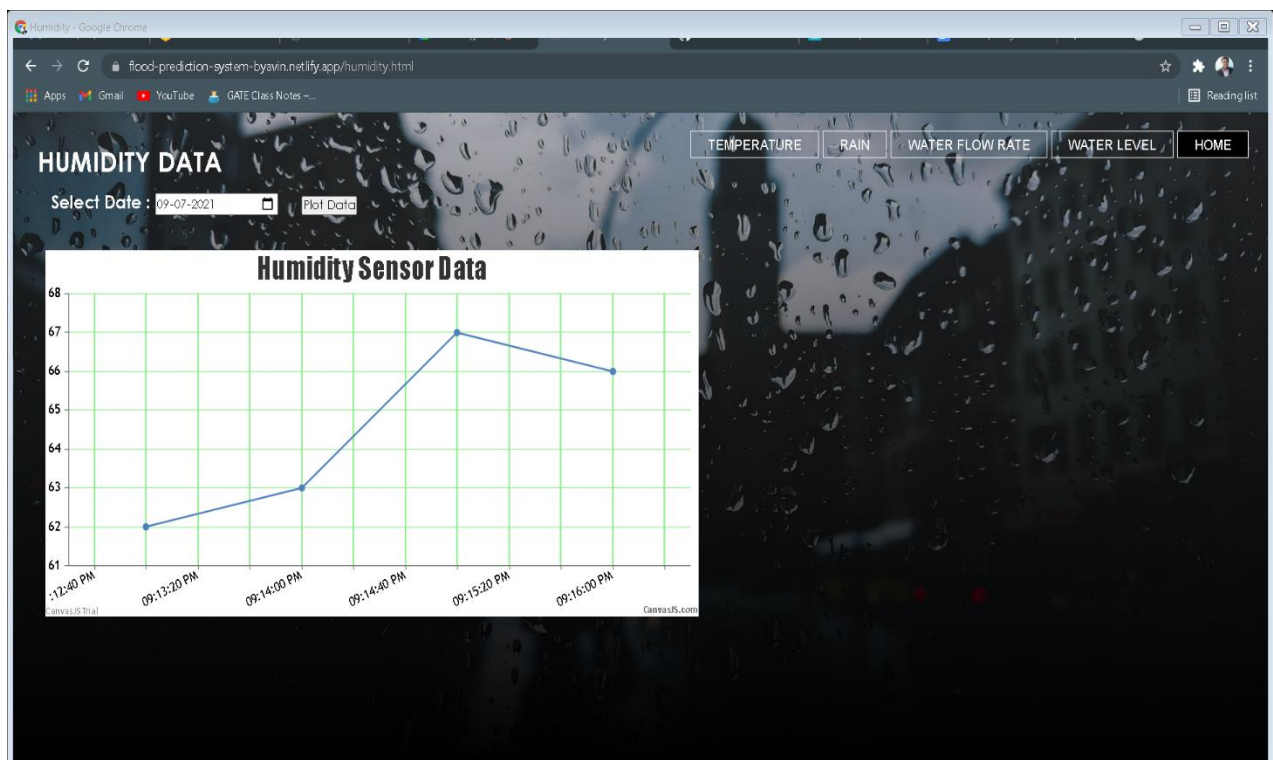 Humidity - Google Chrome
flood-prediction-system-byavin.netlify.app/humidity.html
Apps Gmail YouTube GATE Class Notes –... Reading list
TEMPERATURE RAIN WATER FLOW RATE WATER LEVEL HOME
HUMIDITY DATA
Select Date : 09-07-2021 Plot Data
Humidity Sensor Data
68
67
66
65
64
63
62
61
:12:40 PM 09:13:20 PM 09:14:00 PM 09:14:40 PM 09:15:20 PM 09:16:00 PM
CanvasJS Trial CanvasJS.com